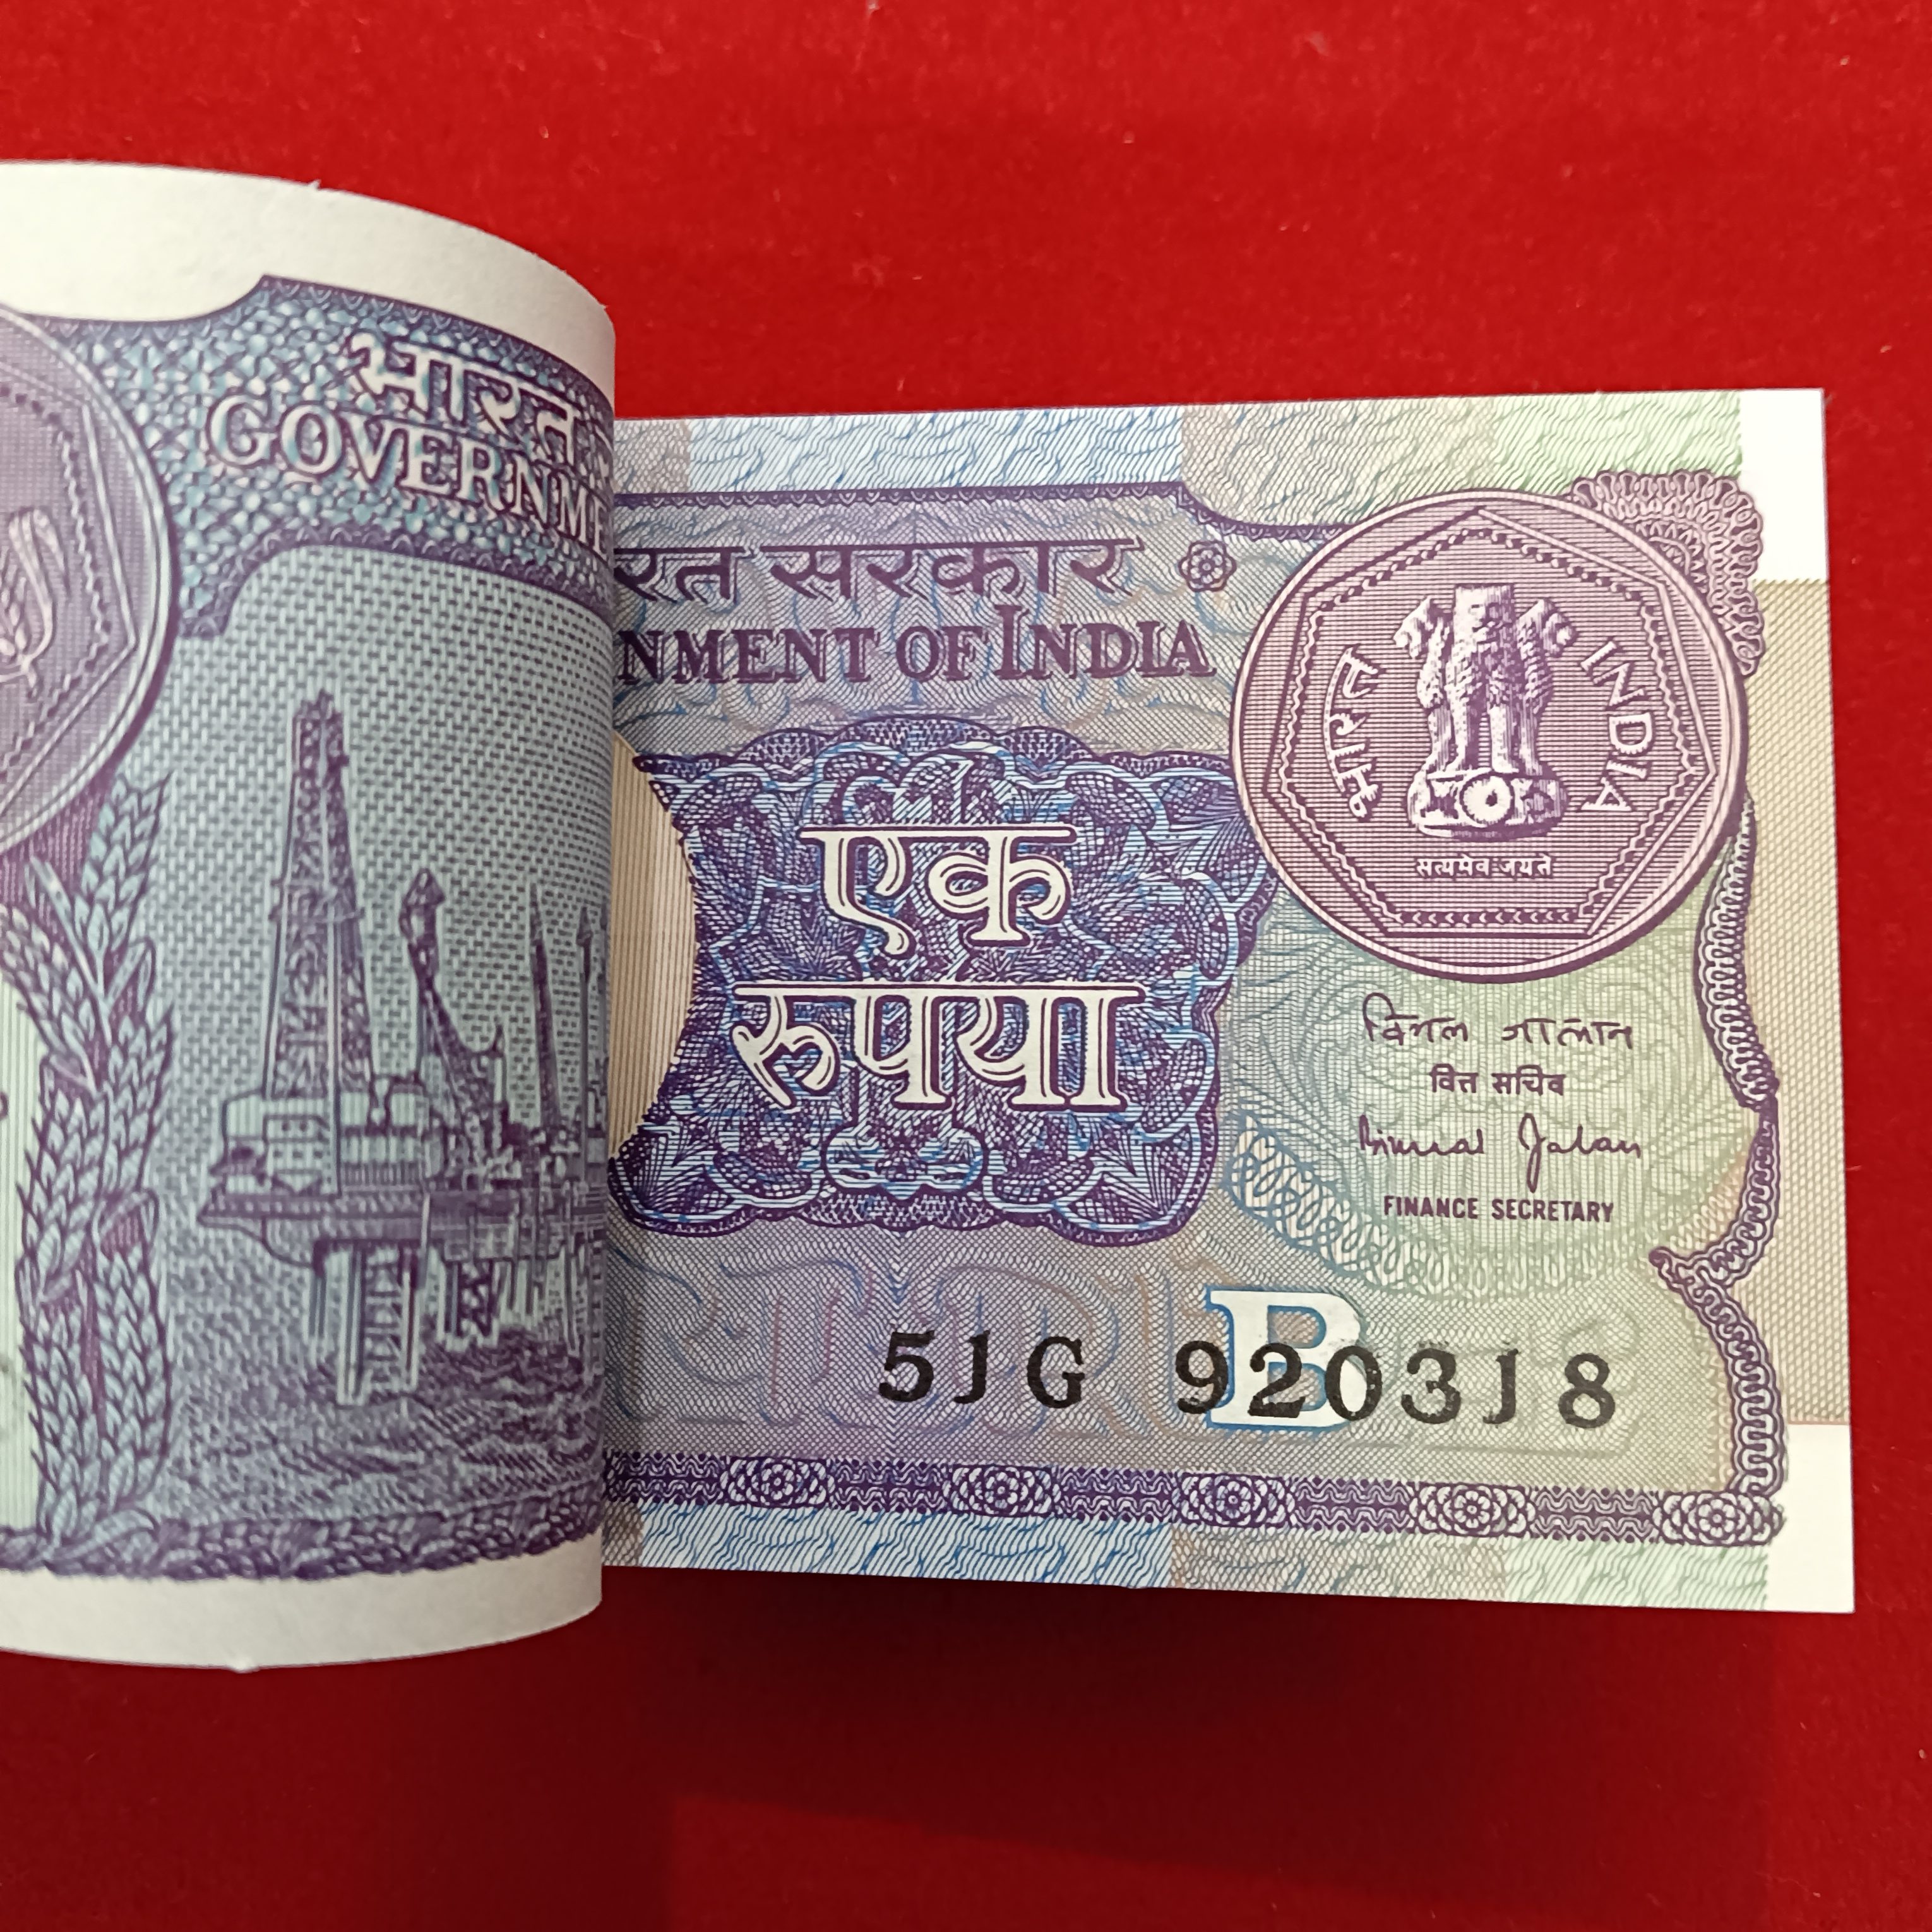 भारत
GOVERNME
रत सरकार
NMENT OF INDIA
भारत INDIA
सत्यमेव जयते
एक
रुपया
विमल जालान
वित्त सचिव
Bimal Jalan
FINANCE SECRETARY
B
51G 920318